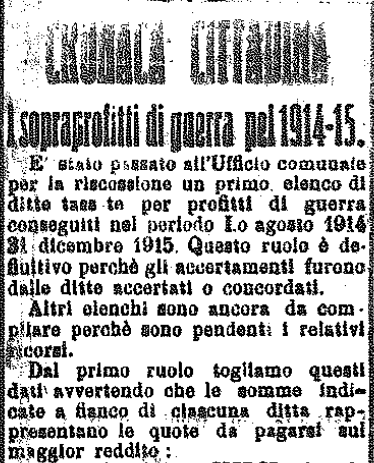 CRONACA CITTADINA
I sopraprofitti di guerra pel 1914-15.
E' stato passato all'Ufficio comunale
per la riscossione un primo elenco di
ditte tass te per profitti di guerra
conseguiti nel periodo I.o agosto 1914
31 dicembre 1915. Questo ruolo è de-
finitivo perchè gli accertamenti furono
dalle ditte accertati o concordati.
Altri elenchi sono ancora da com-
pilare perchè sono pendenti i relativi
ricorsi.
Dal primo ruolo togliamo questi
dati avvertendo che le somme indi-
cate a fianco di ciascuna ditta rap-
presentano le quote da pagarsi sul
maggior reddito :